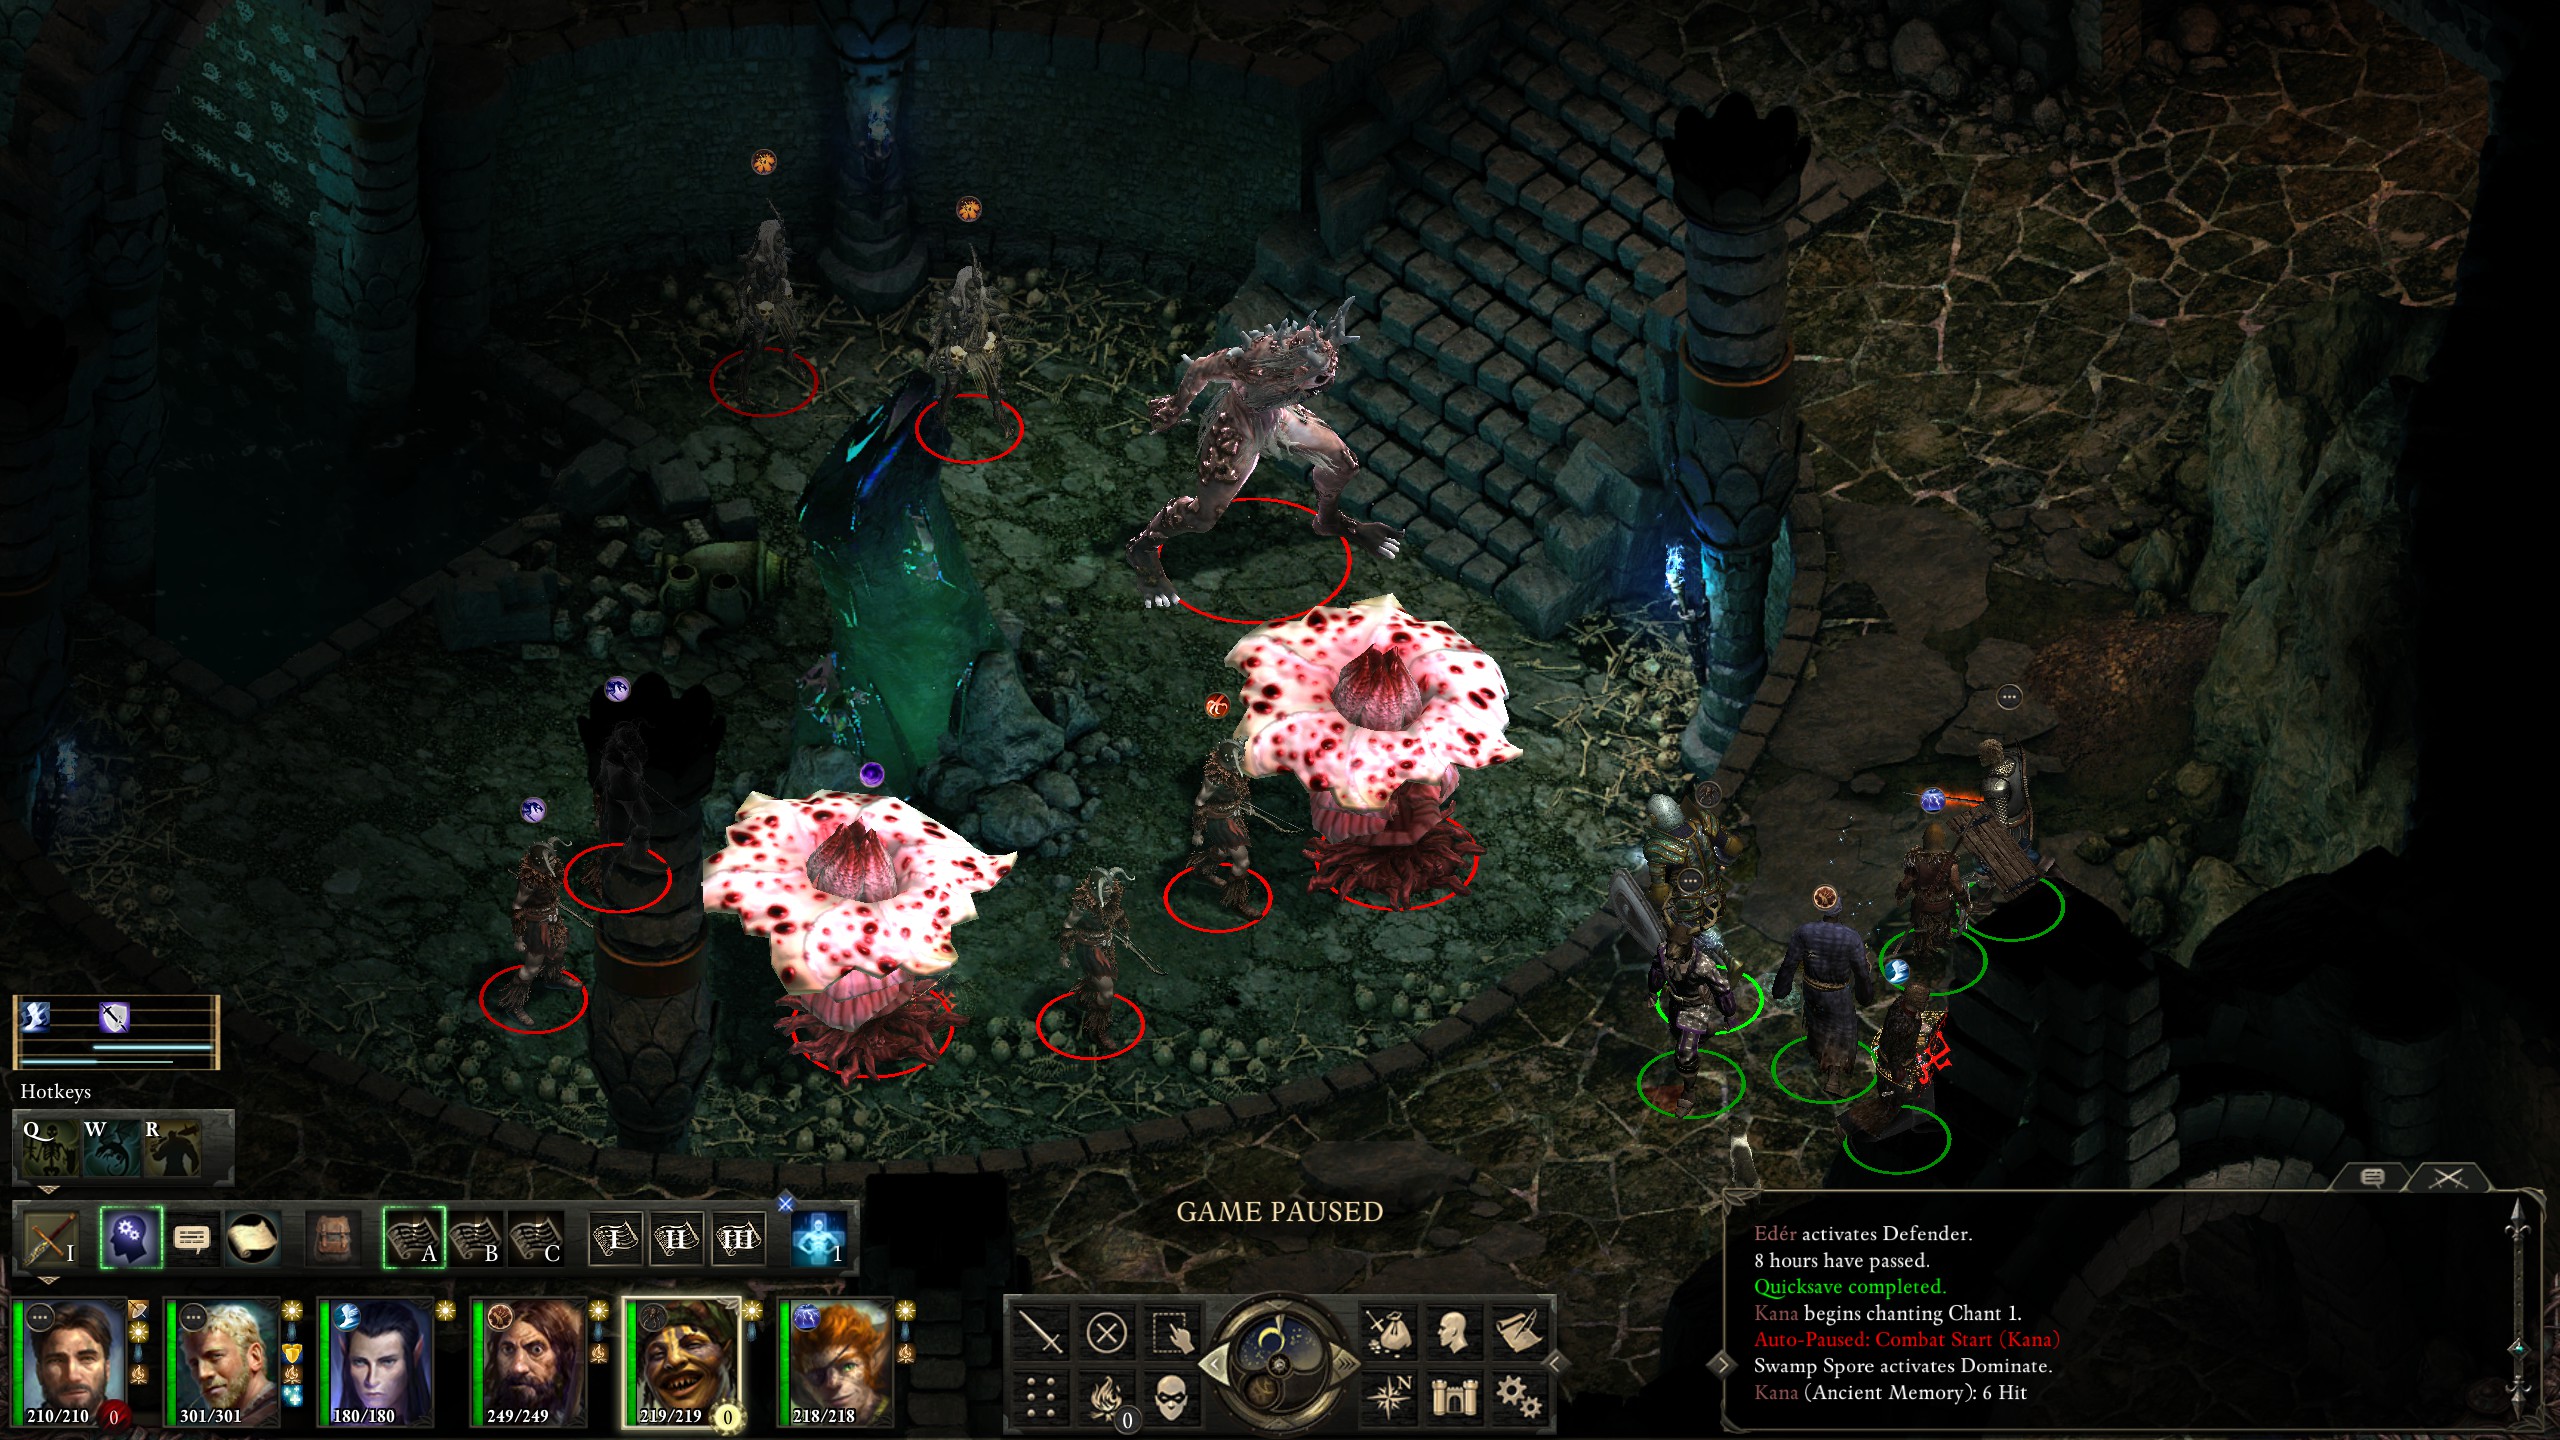 Hotkeys
Q W R
I A B C I II III 1
GAME PAUSED
N
0
210/210 0 301/301 180/180 249/249 219/219 0 218/218
Edér activates Defender.
8 hours have passed.
Quicksave completed.
Kana begins chanting Chant 1.
Auto-Paused: Combat Start (Kana)
Swamp Spore activates Dominate.
Kana (Ancient Memory): 6 Hit